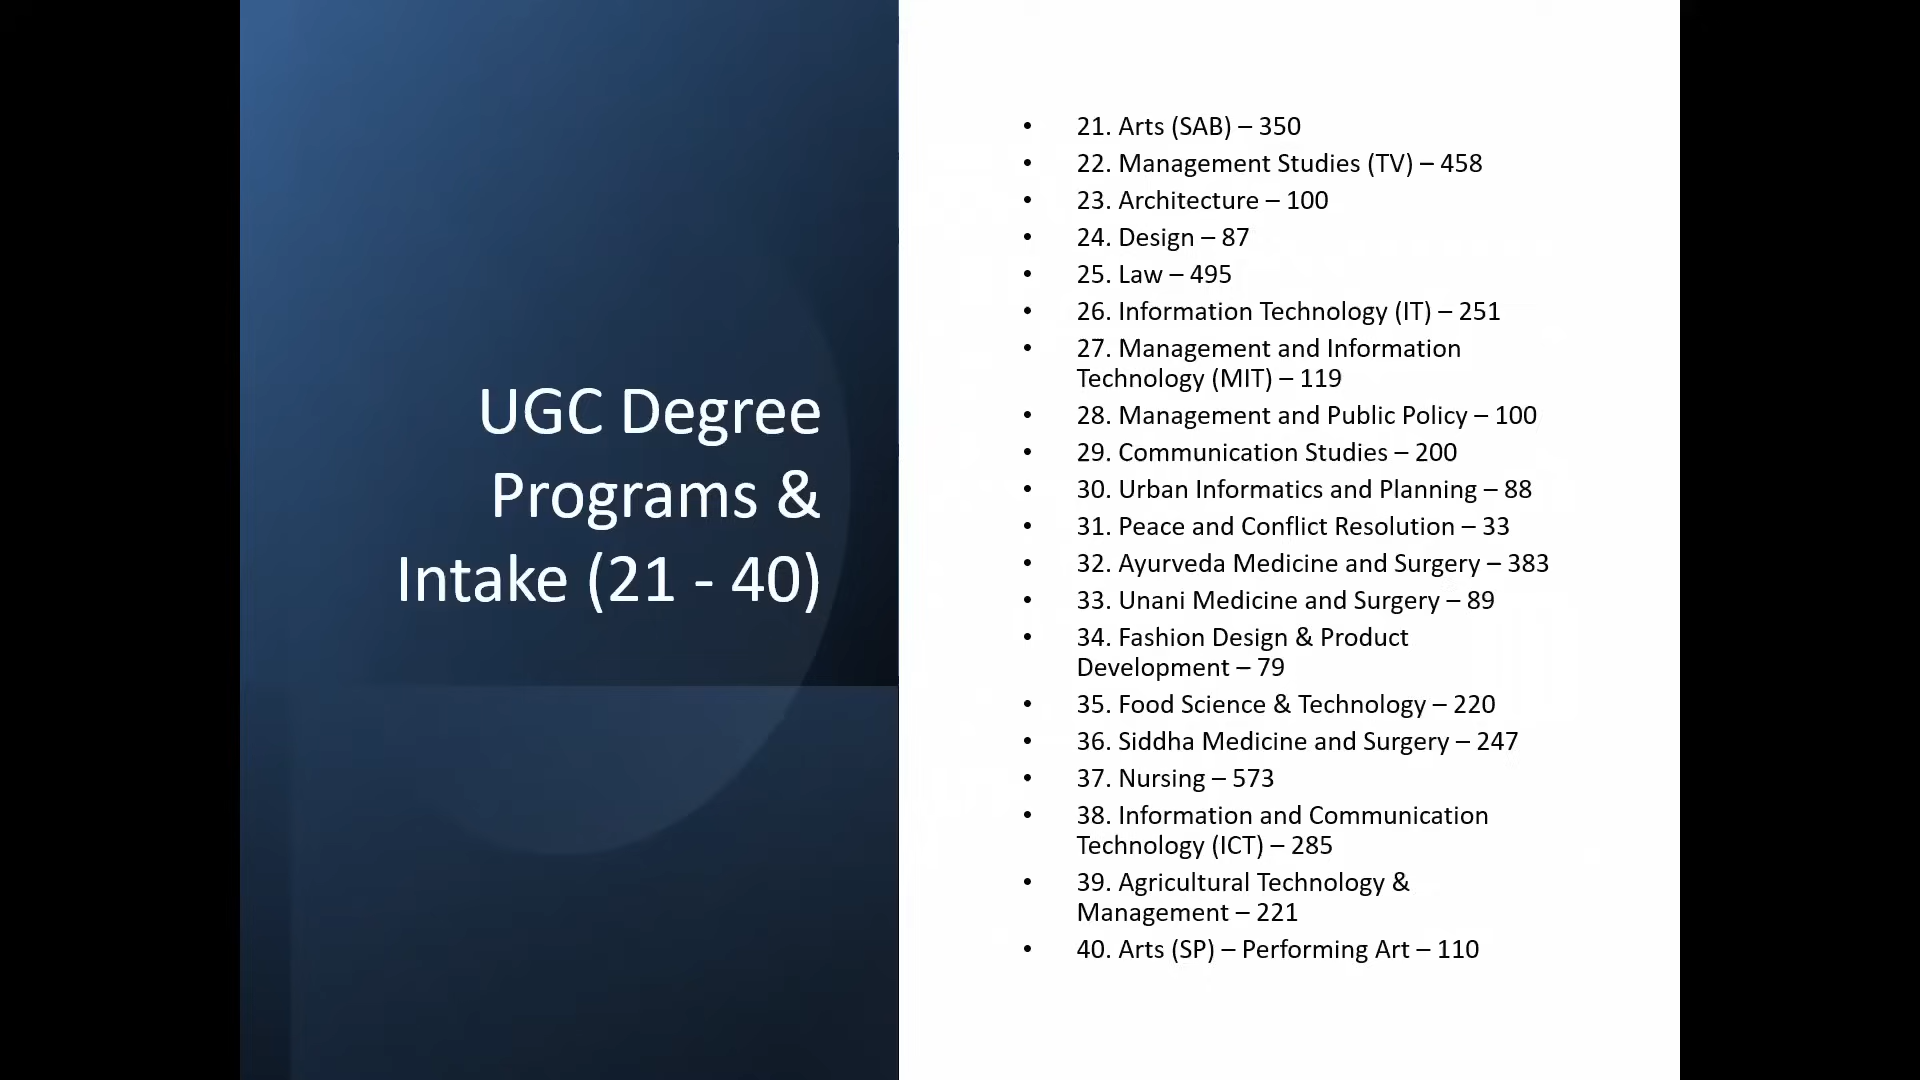 UGC Degree
Programs &
Intake (21 - 40)
• 21. Arts (SAB) – 350
• 22. Management Studies (TV) – 458
• 23. Architecture – 100
• 24. Design – 87
• 25. Law – 495
• 26. Information Technology (IT) – 251
• 27. Management and Information
Technology (MIT) – 119
• 28. Management and Public Policy – 100
• 29. Communication Studies – 200
• 30. Urban Informatics and Planning – 88
• 31. Peace and Conflict Resolution – 33
• 32. Ayurveda Medicine and Surgery – 383
• 33. Unani Medicine and Surgery – 89
• 34. Fashion Design & Product
Development – 79
• 35. Food Science & Technology – 220
• 36. Siddha Medicine and Surgery – 247
• 37. Nursing – 573
• 38. Information and Communication
Technology (ICT) – 285
• 39. Agricultural Technology &
Management – 221
• 40. Arts (SP) – Performing Art – 110